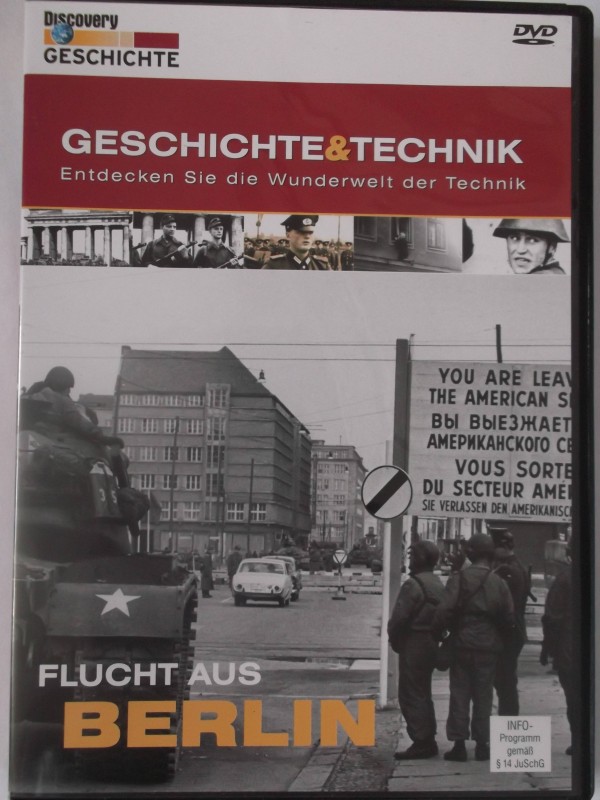 Discovery
GESCHICHTE
DVD
GESCHICHTE&TECHNIK
Entdecken Sie die Wunderwelt der Technik
YOU ARE LEAV
THE AMERICAN S
ВЫ ВЫЕЗЖАЕТ
АМЕРИКАНСКОГО СЕ
VOUS SORTE
DU SECTEUR AMÉ
SIE VERLASSEN DEN AMERIKANISC
35
FLUCHT AUS
BERLIN
INFO-
Programm
gemäß
§ 14 JuSchG